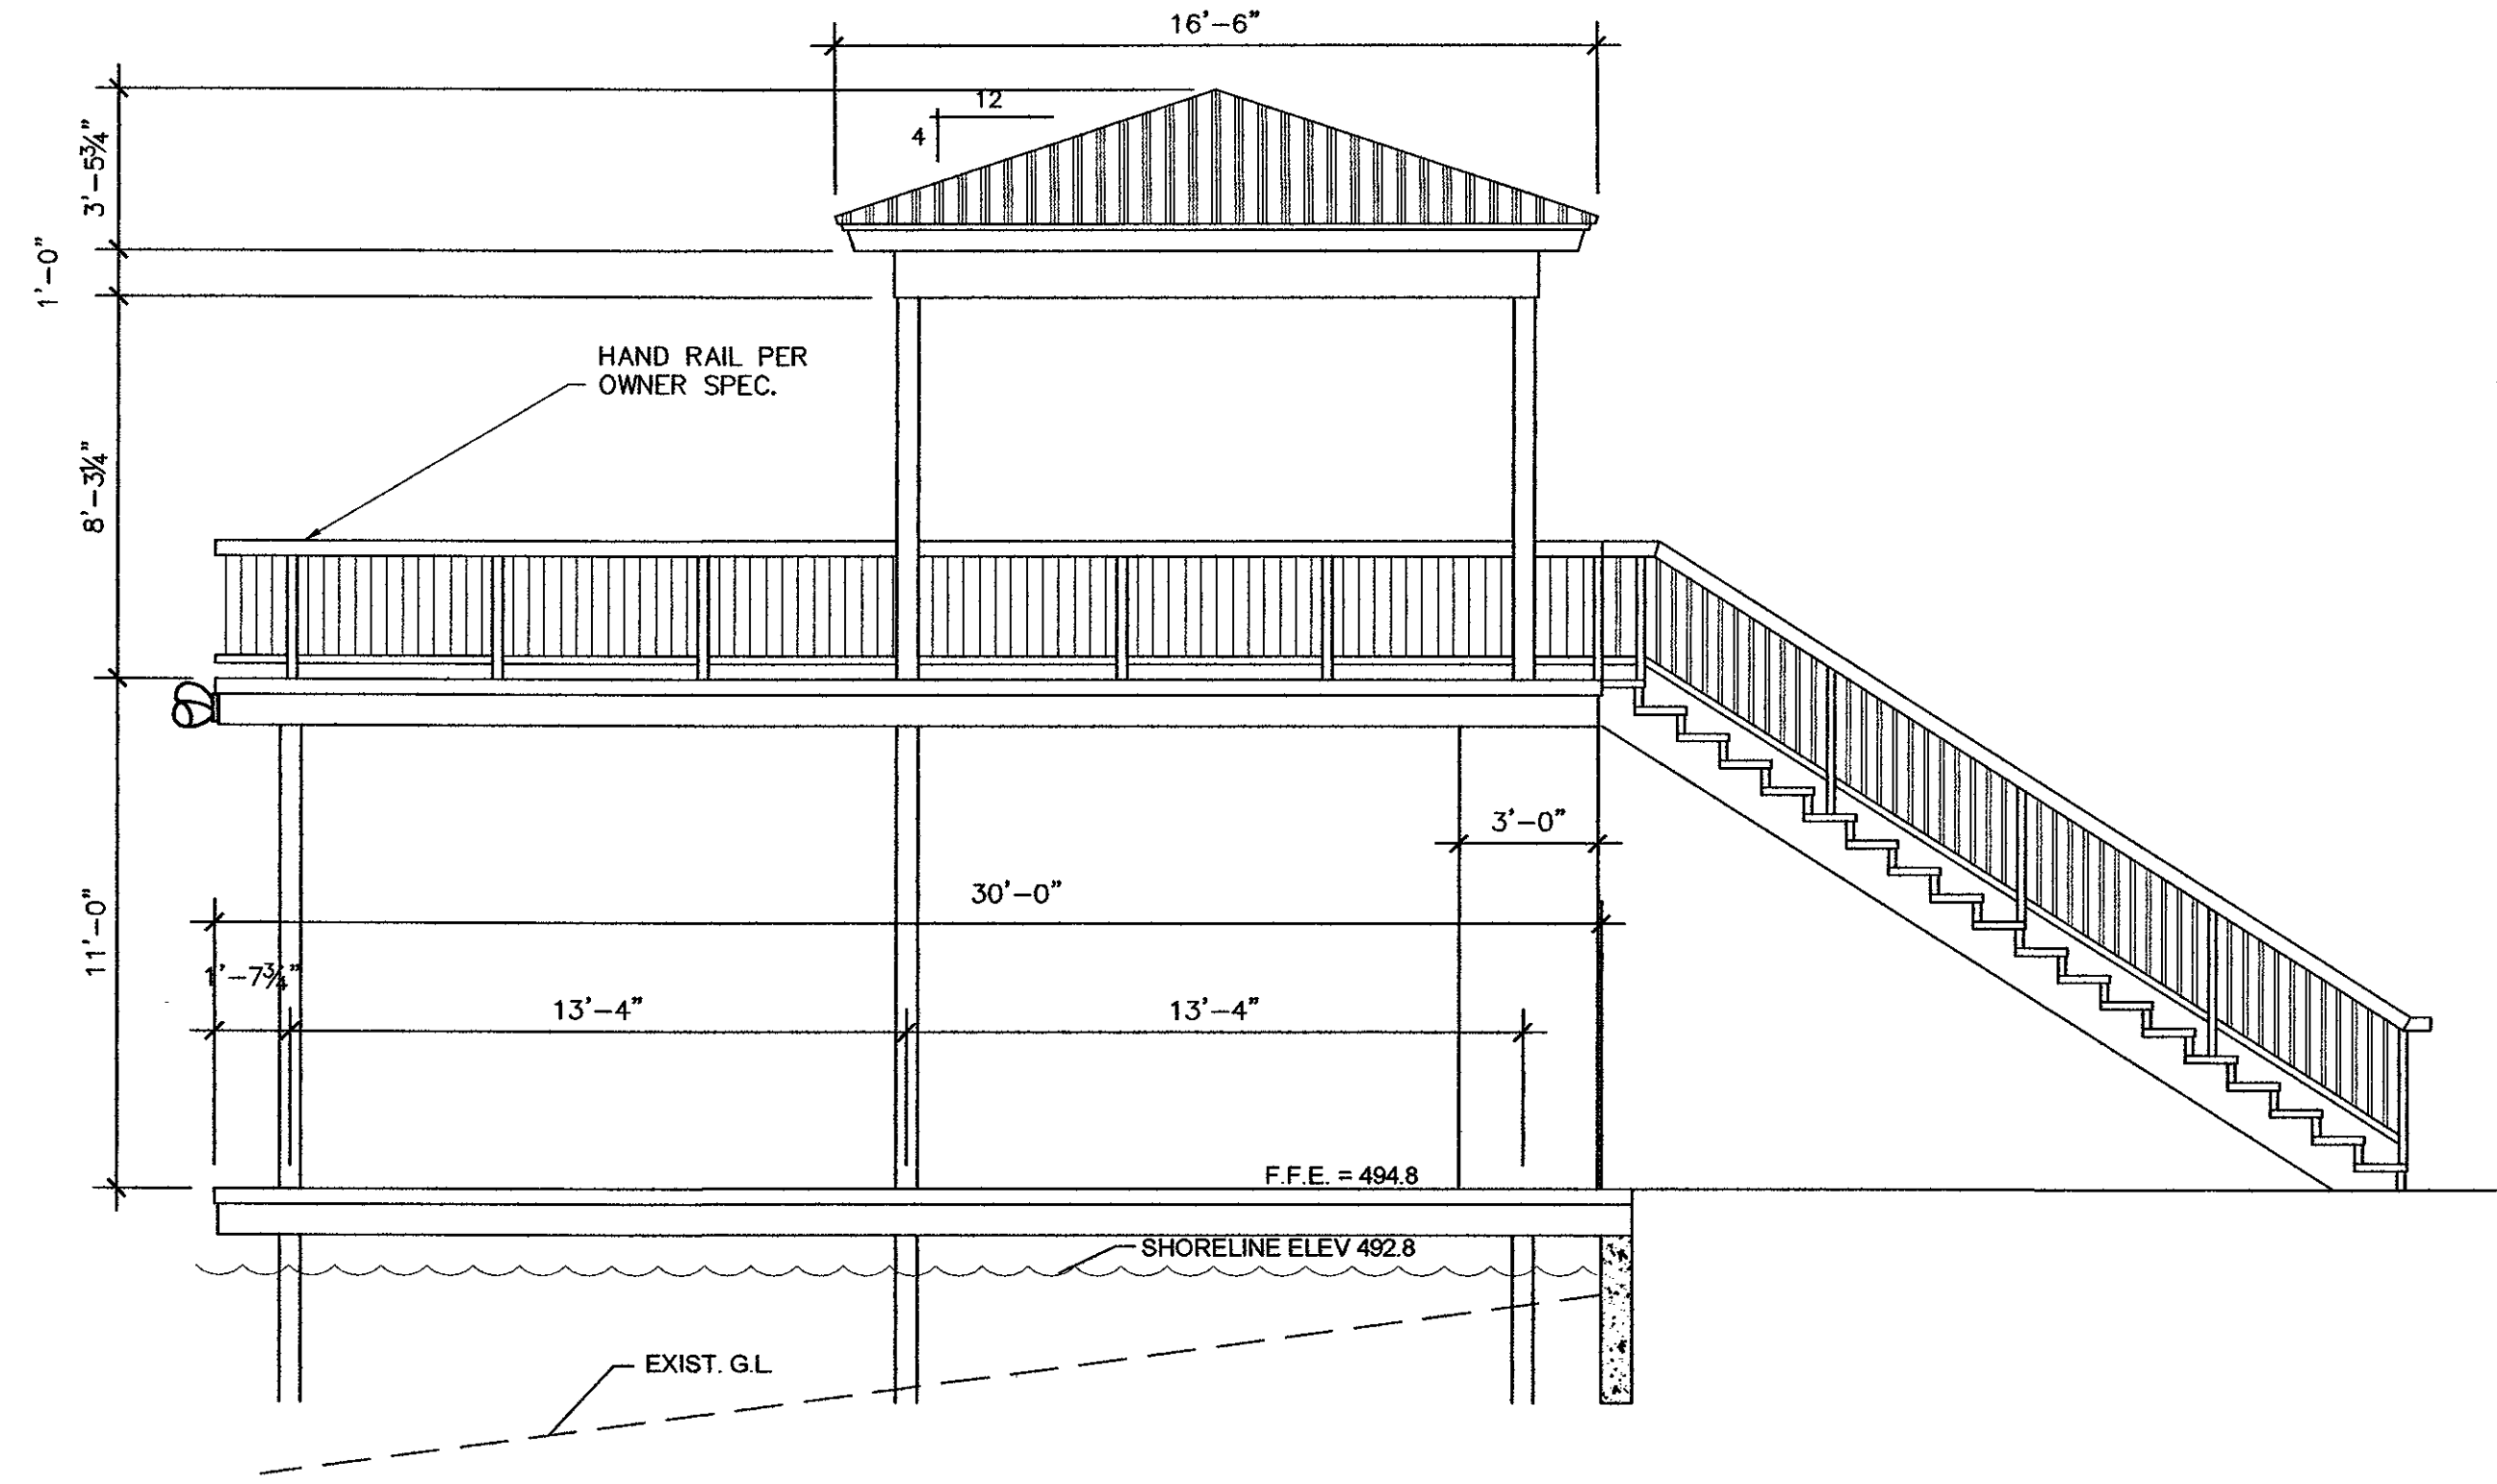 16'-6"
12
4
3'-5¾"
1'-0"
HAND RAIL PER
OWNER SPEC.
8'-3¼"
3'-0"
30'-0"
11'-0"
1'-7¾"
13'-4"
13'-4"
F.F.E. = 494.8
SHORELINE ELEV 492.8
EXIST. G.L.